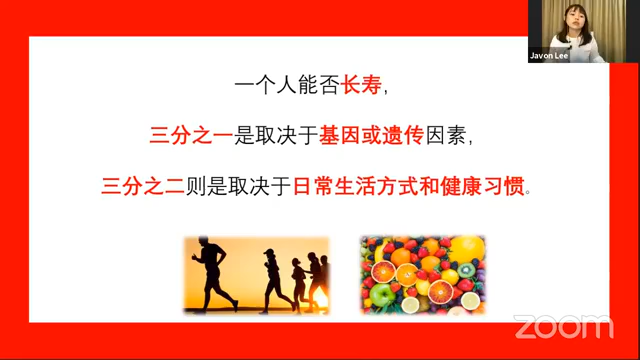 Javon Lee
一个人能否长寿，
三分之一是取决于基因或遗传因素，
三分之二则是取决于日常生活方式和健康习惯。
zoom